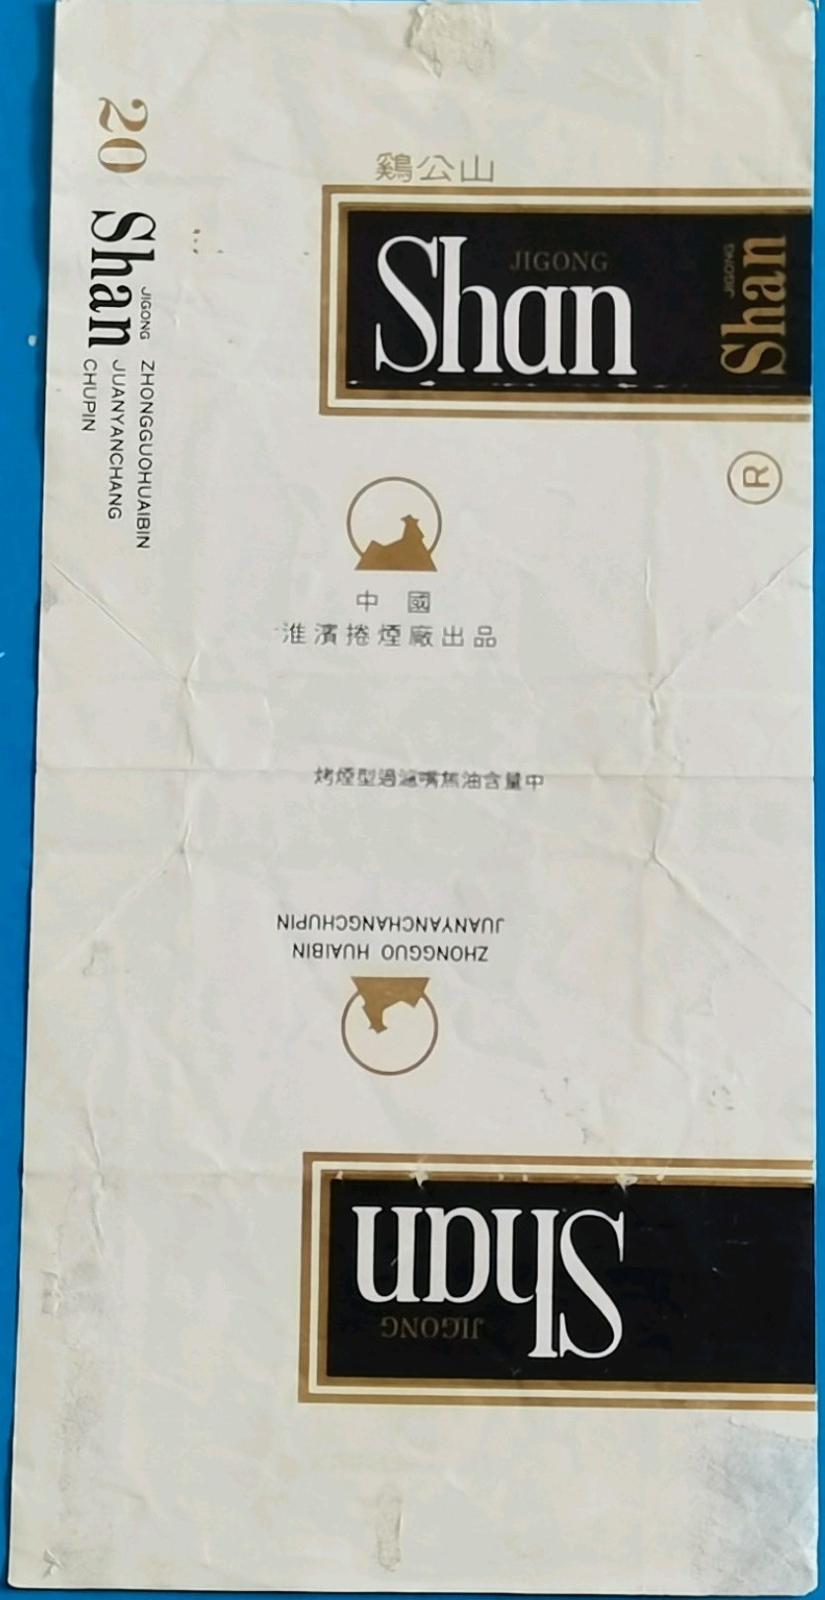 20
JIGONG
Shan
ZHONGGUOHUAIBIN
JUANYANCHANG
CHUPIN
鷄公山
JIGONG
Shan
JIGONG
Shan
R
中國
淮濱捲煙廠出品
烤煙型過濾嘴焦油含量中
ZHONGGUO HUAIBIN
JUANYANCHANGCHUPIN
JIGONG
Shan